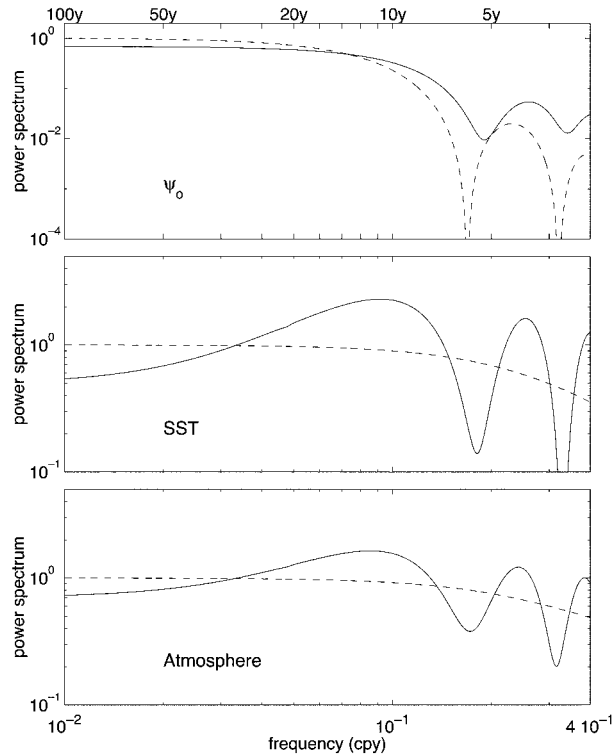 100y 50y 20y 10y 5y
10^0
10^-2
10^-4
power spectrum
ψ_o
10^0
10^-1
power spectrum
SST
10^0
10^-1
power spectrum
Atmosphere
10^-2 10^-1 4 10^-1
frequency (cpy)